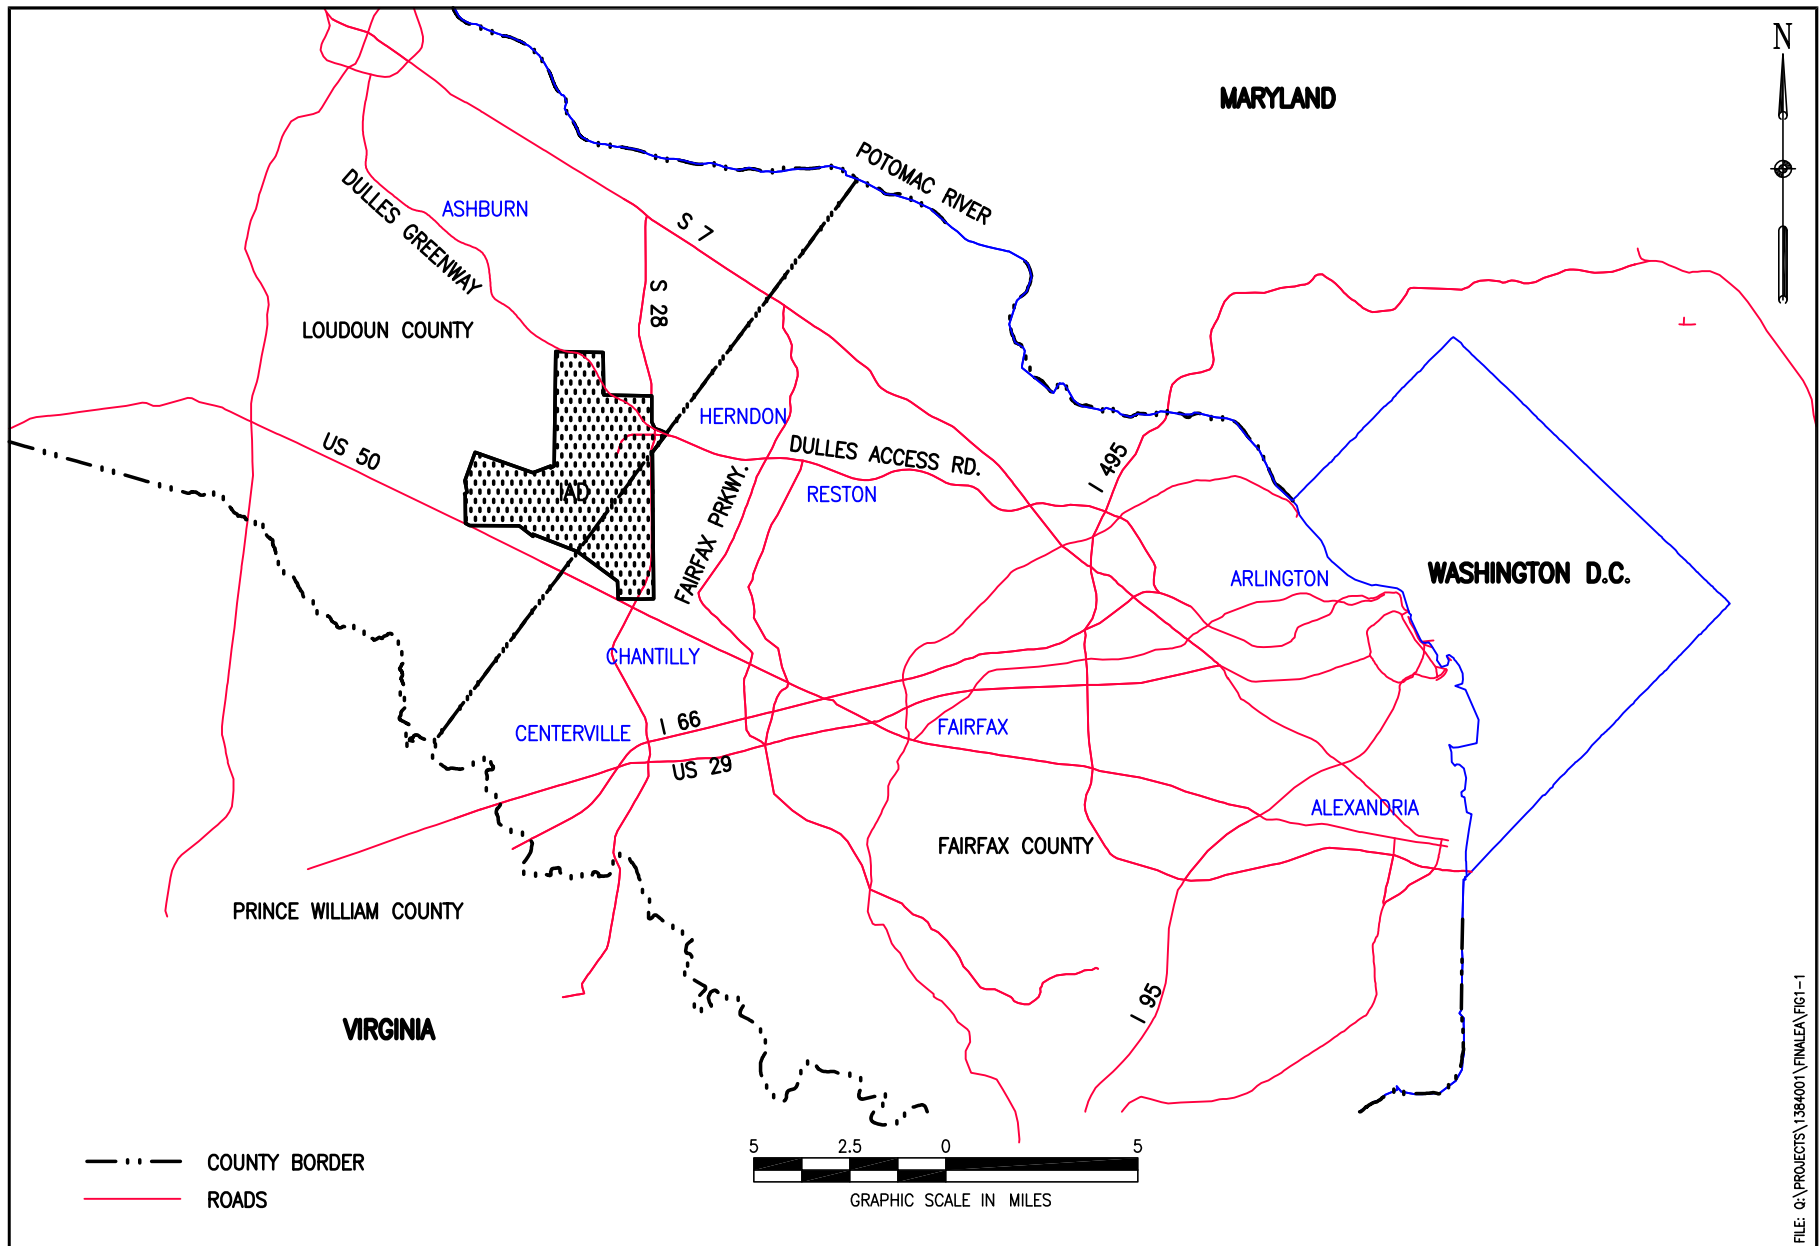 N
MARYLAND
POTOMAC RIVER
DULLES GREENWAY
ASHBURN
S 7
S 28
LOUDOUN COUNTY
HERNDON
US 50
DULLES ACCESS RD.
I 495
IAD
RESTON
FAIRFAX PRKWY.
ARLINGTON
WASHINGTON D.C.
CHANTILLY
CENTERVILLE
I 66
FAIRFAX
US 29
ALEXANDRIA
FAIRFAX COUNTY
PRINCE WILLIAM COUNTY
I 95
VIRGINIA
COUNTY BORDER
ROADS
5 2.5 0 5
GRAPHIC SCALE IN MILES
FILE: Q:\PROJECTS\1384001\FINALEA\FIG1-1